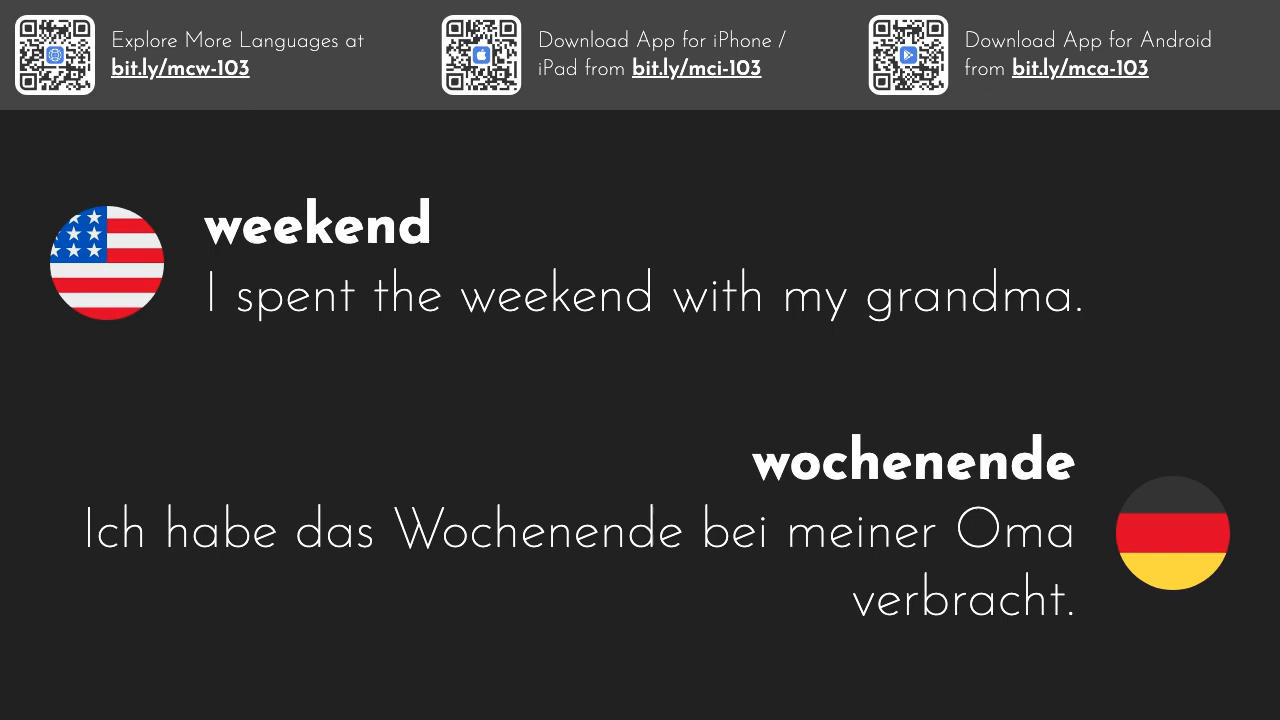 Explore More Languages at
bit.ly/mcw-103
Download App for iPhone /
iPad from bit.ly/mci-103
Download App for Android
from bit.ly/mca-103
weekend
I spent the weekend with my grandma.
wochenende
Ich habe das Wochenende bei meiner Oma
verbracht.